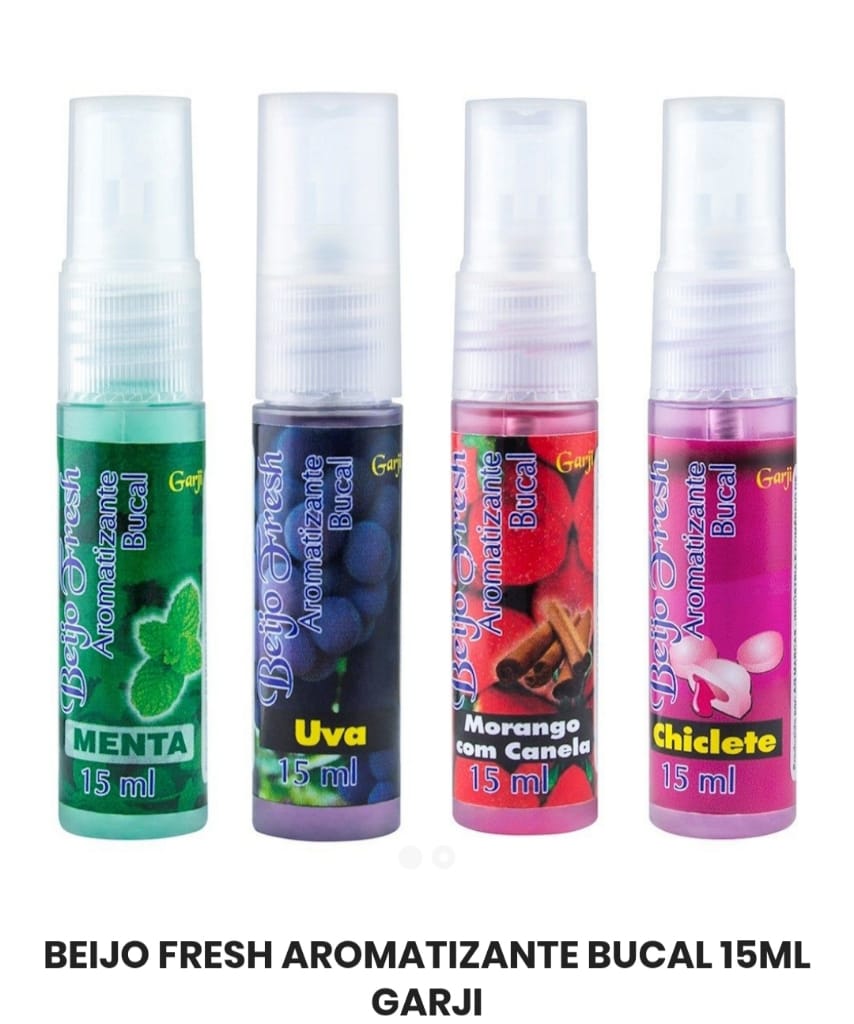 Garji
Beijo Fresh
Aromatizante
Bucal
MENTA
15 ml
Garji
Beijo Fresh
Aromatizante
Bucal
Uva
15 ml
Garji
Beijo Fresh
Aromatizante
Bucal
Morango
com Canela
15 ml
Garji
Beijo Fresh
Aromatizante
Bucal
Chiclete
15 ml
BEIJO FRESH AROMATIZANTE BUCAL 15ML
GARJI